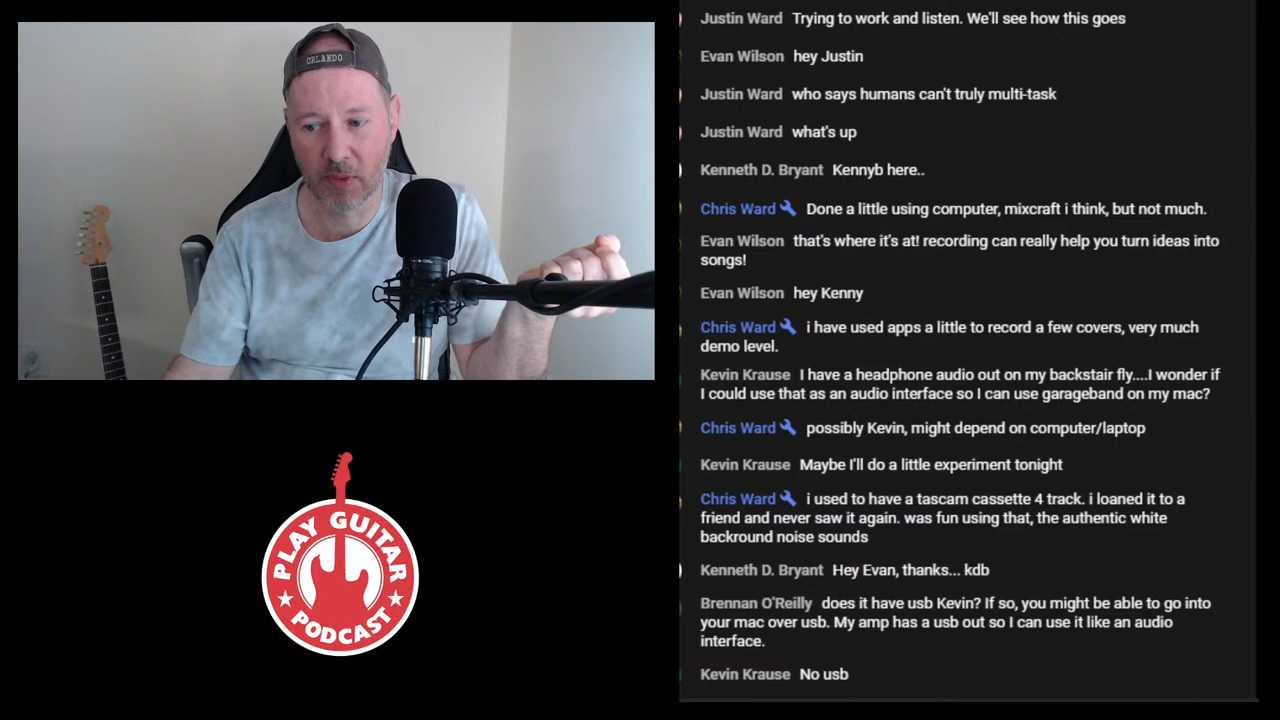 ORLANDO
PLAY GUITAR
PODCAST
Justin Ward Trying to work and listen. We'll see how this goes
Evan Wilson hey Justin
Justin Ward who says humans can't truly multi-task
Justin Ward what's up
Kenneth D. Bryant Kennyb here..
Chris Ward Done a little using computer, mixcraft i think, but not much.
Evan Wilson that's where it's at! recording can really help you turn ideas into
songs!
Evan Wilson hey Kenny
Chris Ward i have used apps a little to record a few covers, very much
demo level.
Kevin Krause I have a headphone audio out on my backstair fly....I wonder if
I could use that as an audio interface so I can use garageband on my mac?
Chris Ward possibly Kevin, might depend on computer/laptop
Kevin Krause Maybe I'll do a little experiment tonight
Chris Ward i used to have a tascam cassette 4 track. i loaned it to a
friend and never saw it again. was fun using that, the authentic white
backround noise sounds
Kenneth D. Bryant Hey Evan, thanks... kdb
Brennan O'Reilly does it have usb Kevin? If so, you might be able to go into
your mac over usb. My amp has a usb out so I can use it like an audio
interface.
Kevin Krause No usb